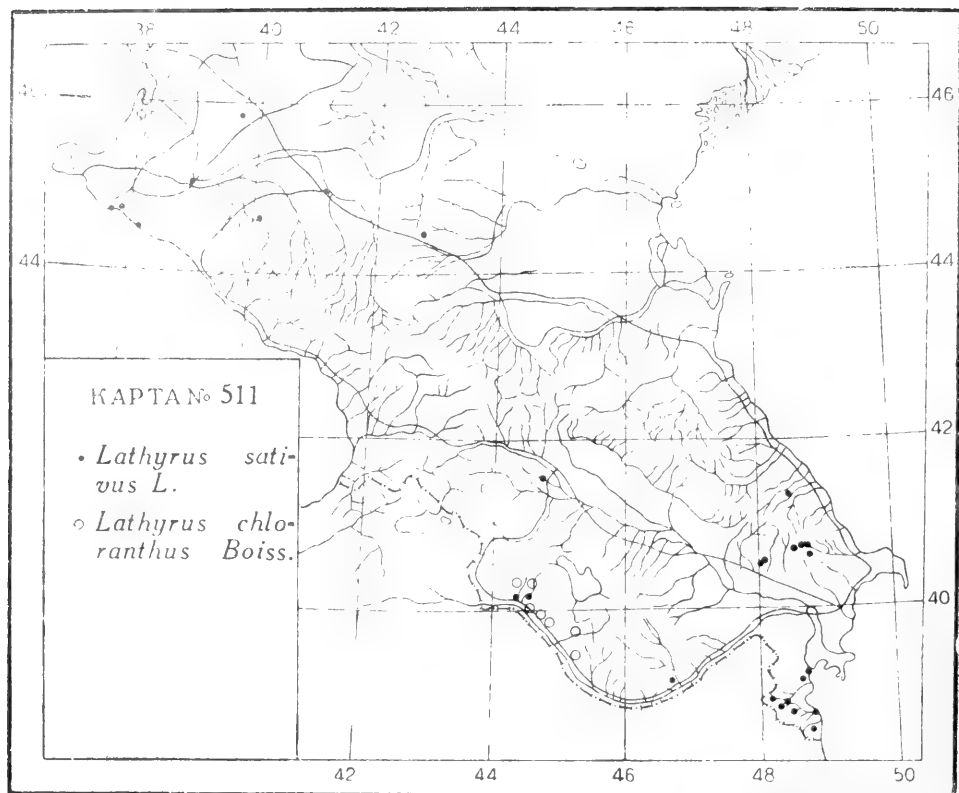 38 40 44 46 48 50
46
44 44
КАРТА № 511
• Lathyrus sati-
vus L.
○ Lathyrus chlo-
ranthus Boiss.
42
40
42 44 46 48 50